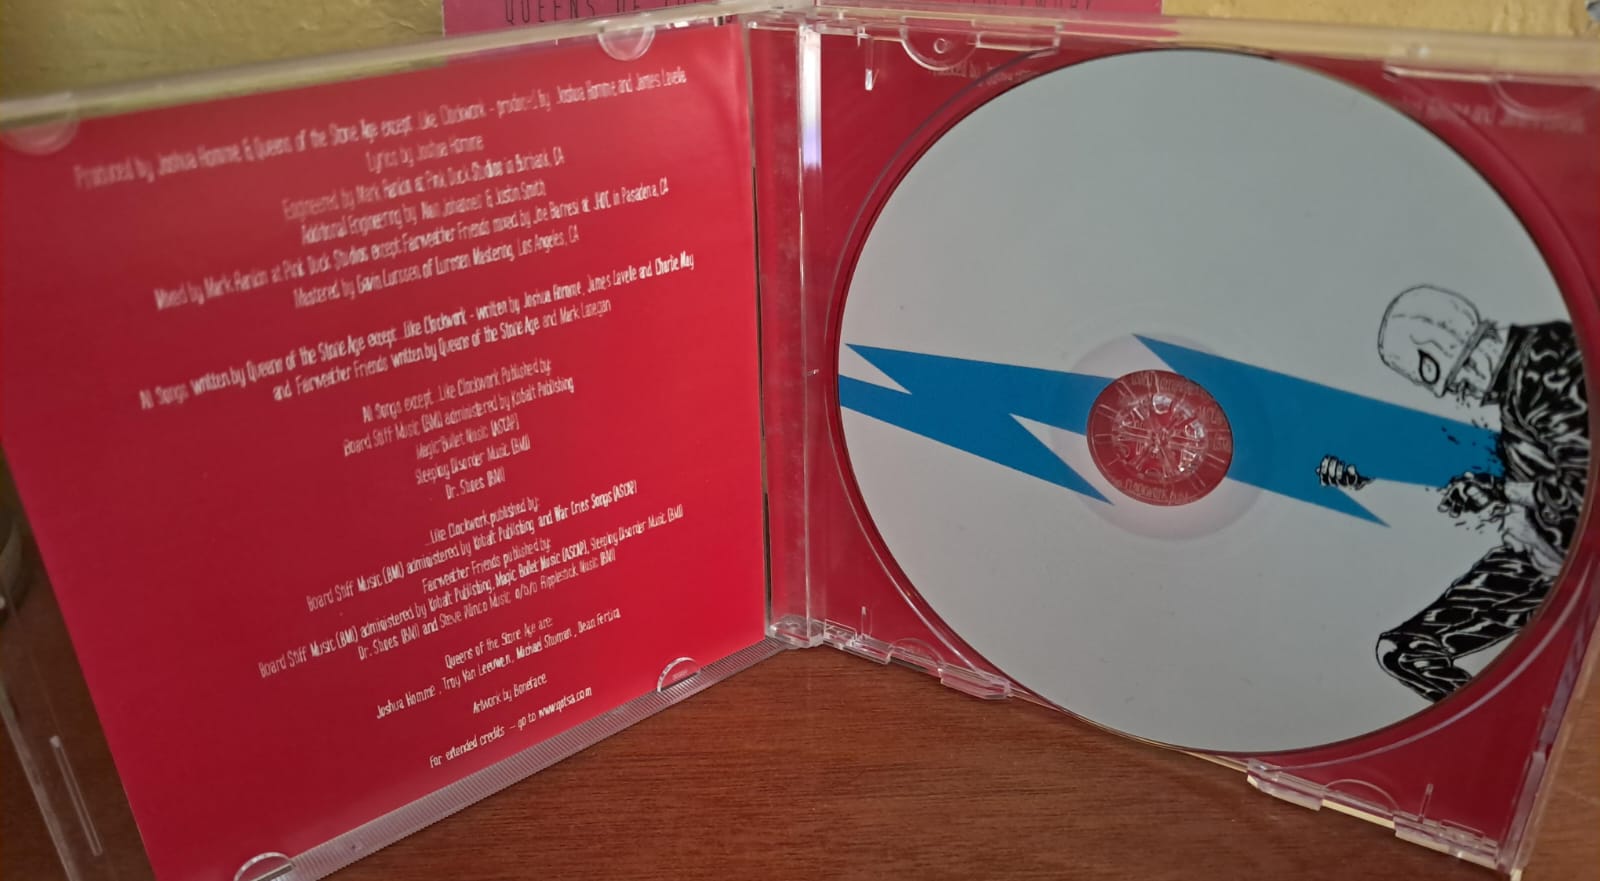 QUEENS OF THE
CLOCKWORK
Produced by Joshua Homme & Queens of the Stone Age except ...Like Clockwork - produced by Joshua Homme and James Lavelle
Lyrics by Joshua Homme
Engineered by Mark Rankin at Pink Duck Studios in Burbank, CA
Additional Engineering by Alain Johannes & Justin Smith
Mixed by Mark Rankin at Pink Duck Studios except Fairweather Friends mixed by Joe Barresi at JHOC in Pasadena, CA
Mastered by Gavin Lurssen of Lurssen Mastering, Los Angeles, CA
All Songs written by Queens of the Stone Age except ...Like Clockwork - written by Joshua Homme, James Lavelle and Charlie May
and Fairweather Friends written by Queens of the Stone Age and Mark Lanegan
All Songs except ...Like Clockwork Published by:
Board Stiff Music (BMI) administered by Kobalt Publishing
Magic Bullet Music (ASCAP)
Sleeping Disorder Music (BMI)
Dr. Shoes (BMI)
...Like Clockwork published by:
Board Stiff Music (BMI) administered by Kobalt Publishing and War Cries Songs (ASCAP)
Fairweather Friends published by:
Board Stiff Music (BMI) administered by Kobalt Publishing, Magic Bullet Music (ASCAP), Sleeping Disorder Music (BMI)
Dr. Shoes (BMI) and Steve Winco Music o/b/o Ripplestick Music (BMI)
Queens of the Stone Age are:
Joshua Homme, Troy Van Leeuwen, Michael Shuman, Dean Fertita
Artwork by Boneface
For extended credits - go to www.qotsa.com